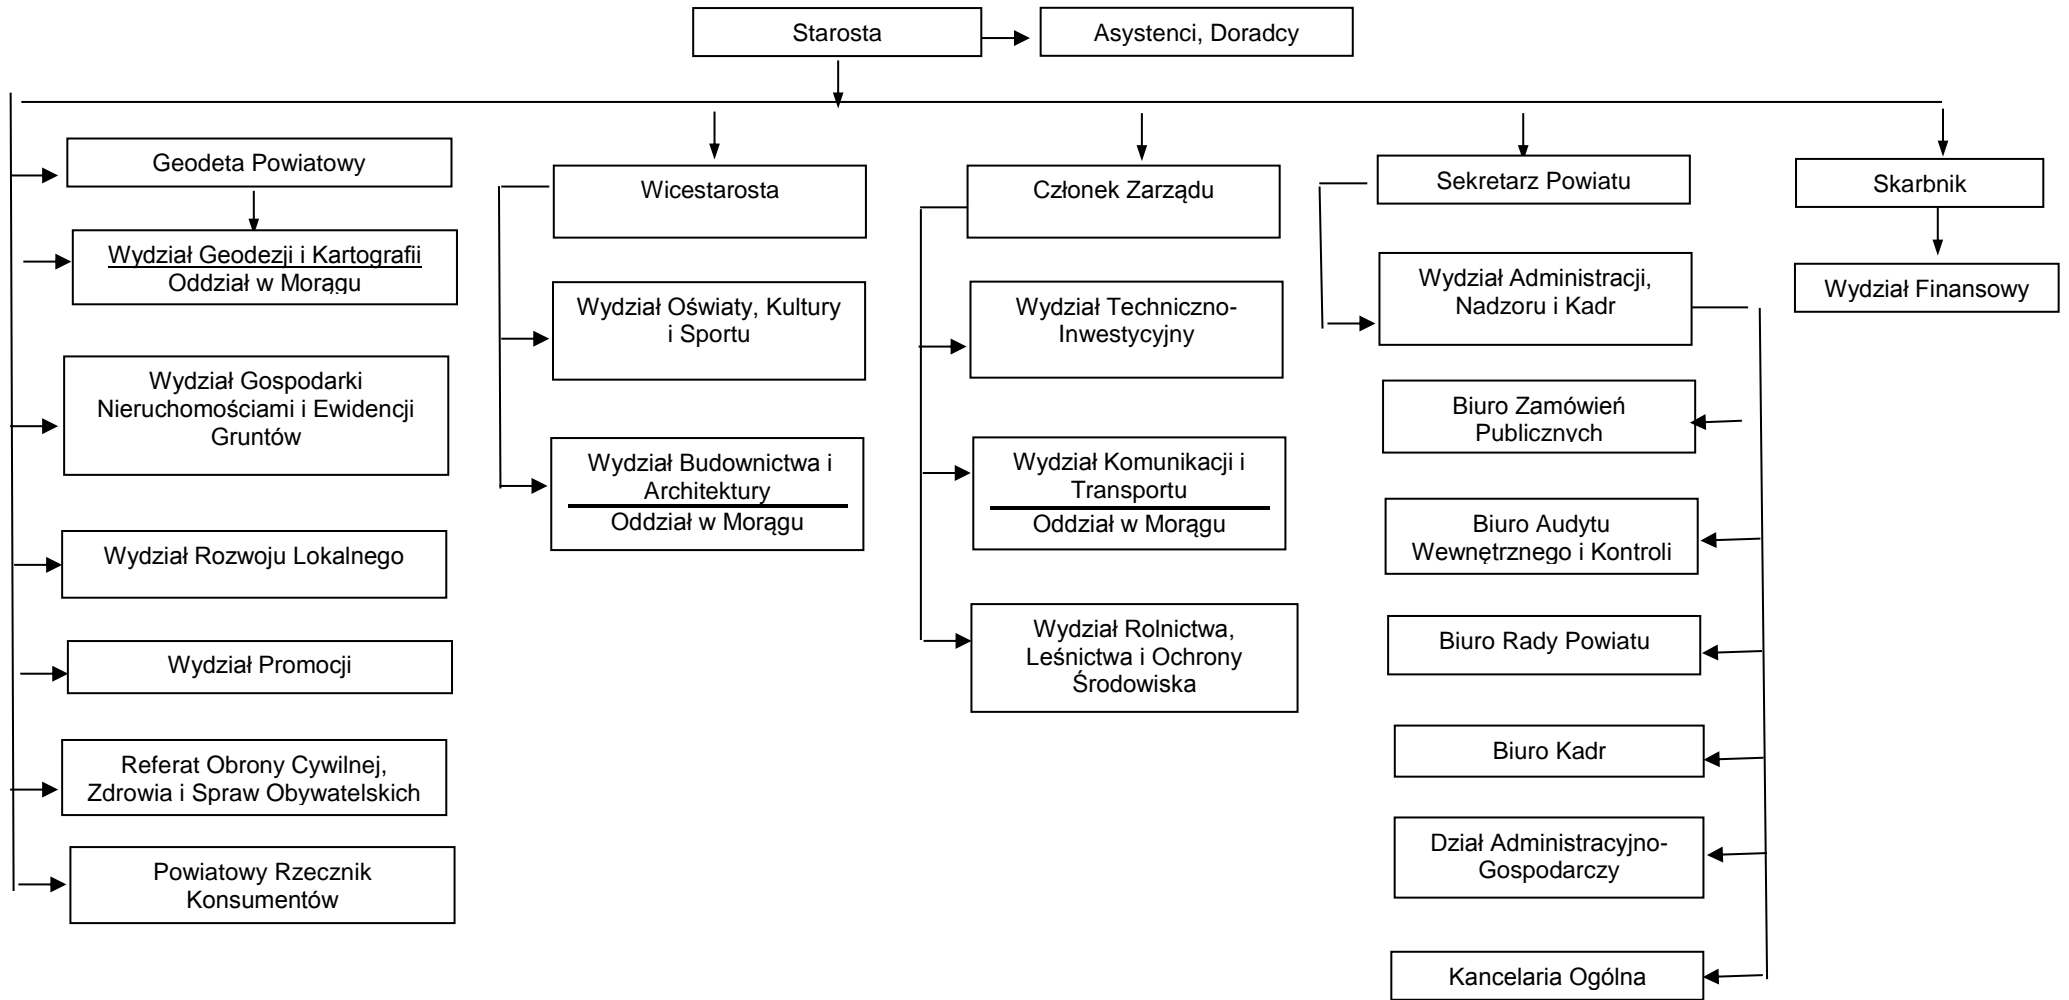 Starosta
Asystenci, Doradcy
Geodeta Powiatowy
Wydział Geodezji i Kartografii
Oddział w Morągu
Wydział Gospodarki
Nieruchomościami i Ewidencji
Gruntów
Wydział Rozwoju Lokalnego
Wydział Promocji
Referat Obrony Cywilnej,
Zdrowia i Spraw Obywatelskich
Powiatowy Rzecznik
Konsumentów
Wicestarosta
Wydział Oświaty, Kultury
i Sportu
Wydział Budownictwa i
Architektury
Oddział w Morągu
Członek Zarządu
Wydział Techniczno-
Inwestycyjny
Wydział Komunikacji i
Transportu
Oddział w Morągu
Wydział Rolnictwa,
Leśnictwa i Ochrony
Środowiska
Sekretarz Powiatu
Wydział Administracji,
Nadzoru i Kadr
Biuro Zamówień
Publicznych
Biuro Audytu
Wewnętrznego i Kontroli
Biuro Rady Powiatu
Biuro Kadr
Dział Administracyjno-
Gospodarczy
Kancelaria Ogólna
Skarbnik
Wydział Finansowy